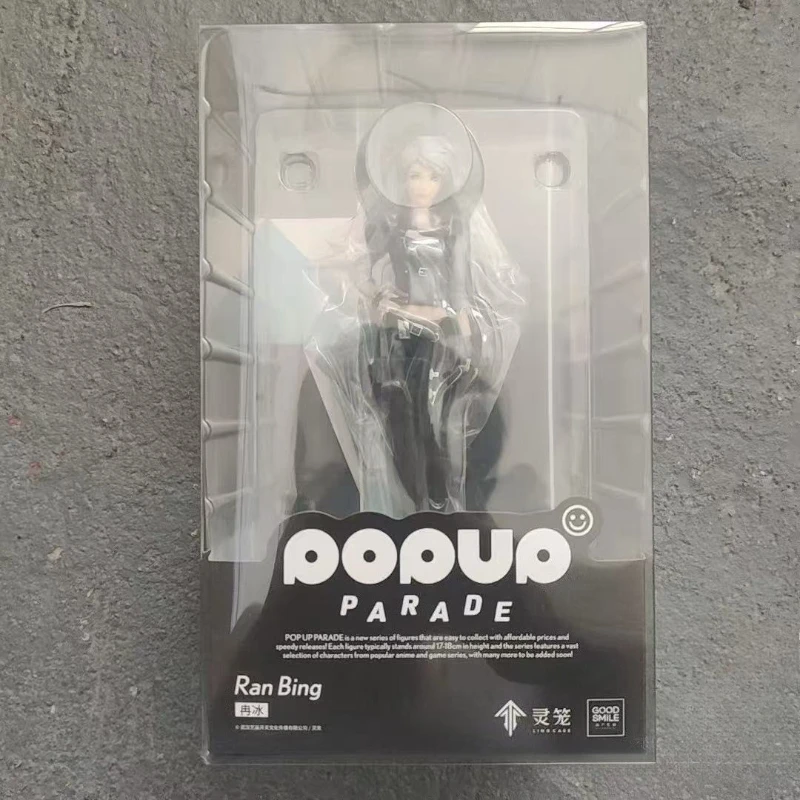 POPUP
PARADE
POP UP PARADE is a new series of figures that are easy to collect with affordable prices and
speedy releases! Each figure typically stands around 17-18cm in height and the series features a vast
selection of characters from popular anime and game series, with many more to be added soon!
Ran Bing
冉冰
灵笼
LING CAGE
GOOD
SMILE